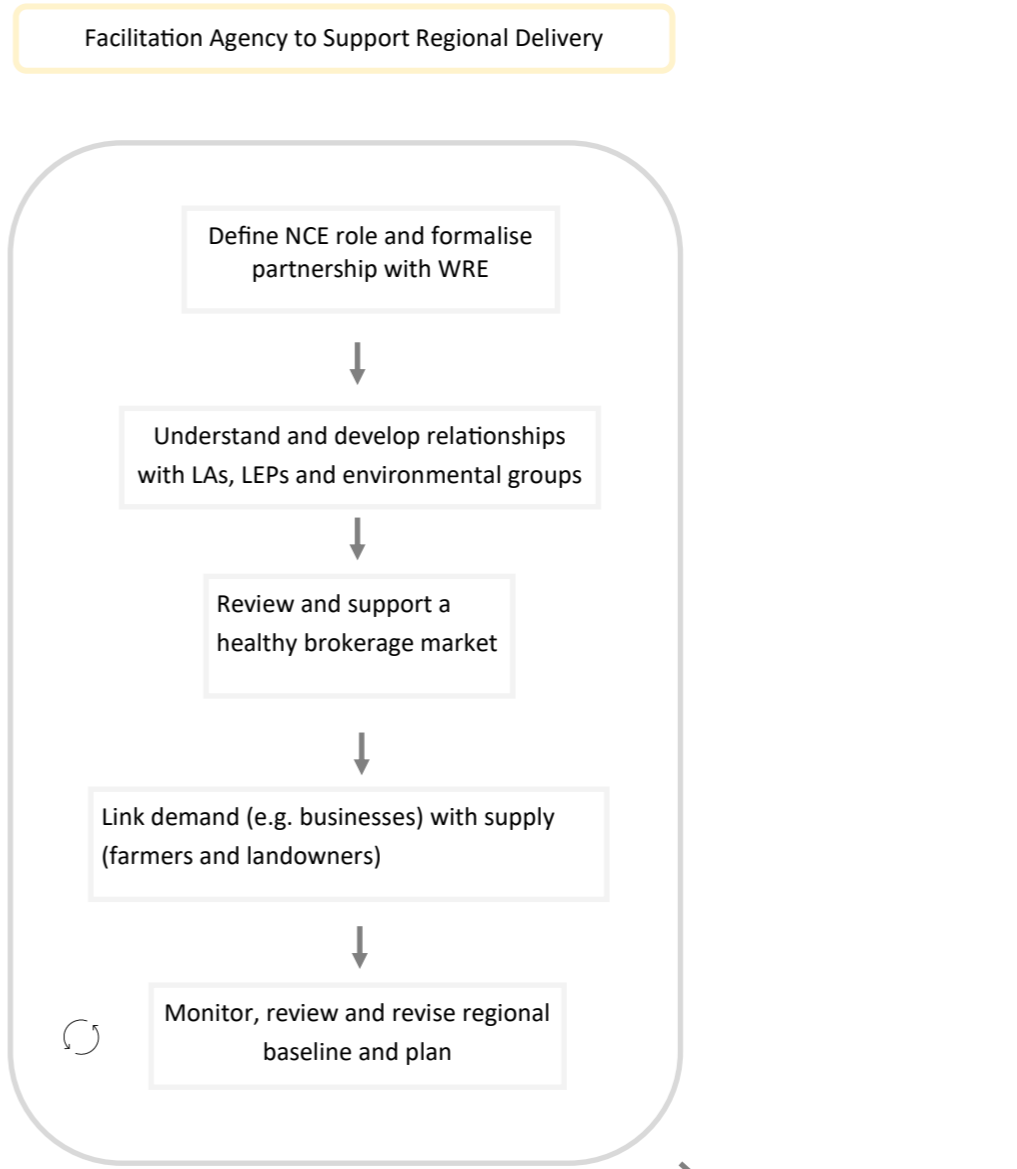 Facilitation Agency to Support Regional Delivery
Define NCE role and formalise
partnership with WRE
Understand and develop relationships
with LAs, LEPs and environmental groups
Review and support a
healthy brokerage market
Link demand (e.g. businesses) with supply
(farmers and landowners)
Monitor, review and revise regional
baseline and plan